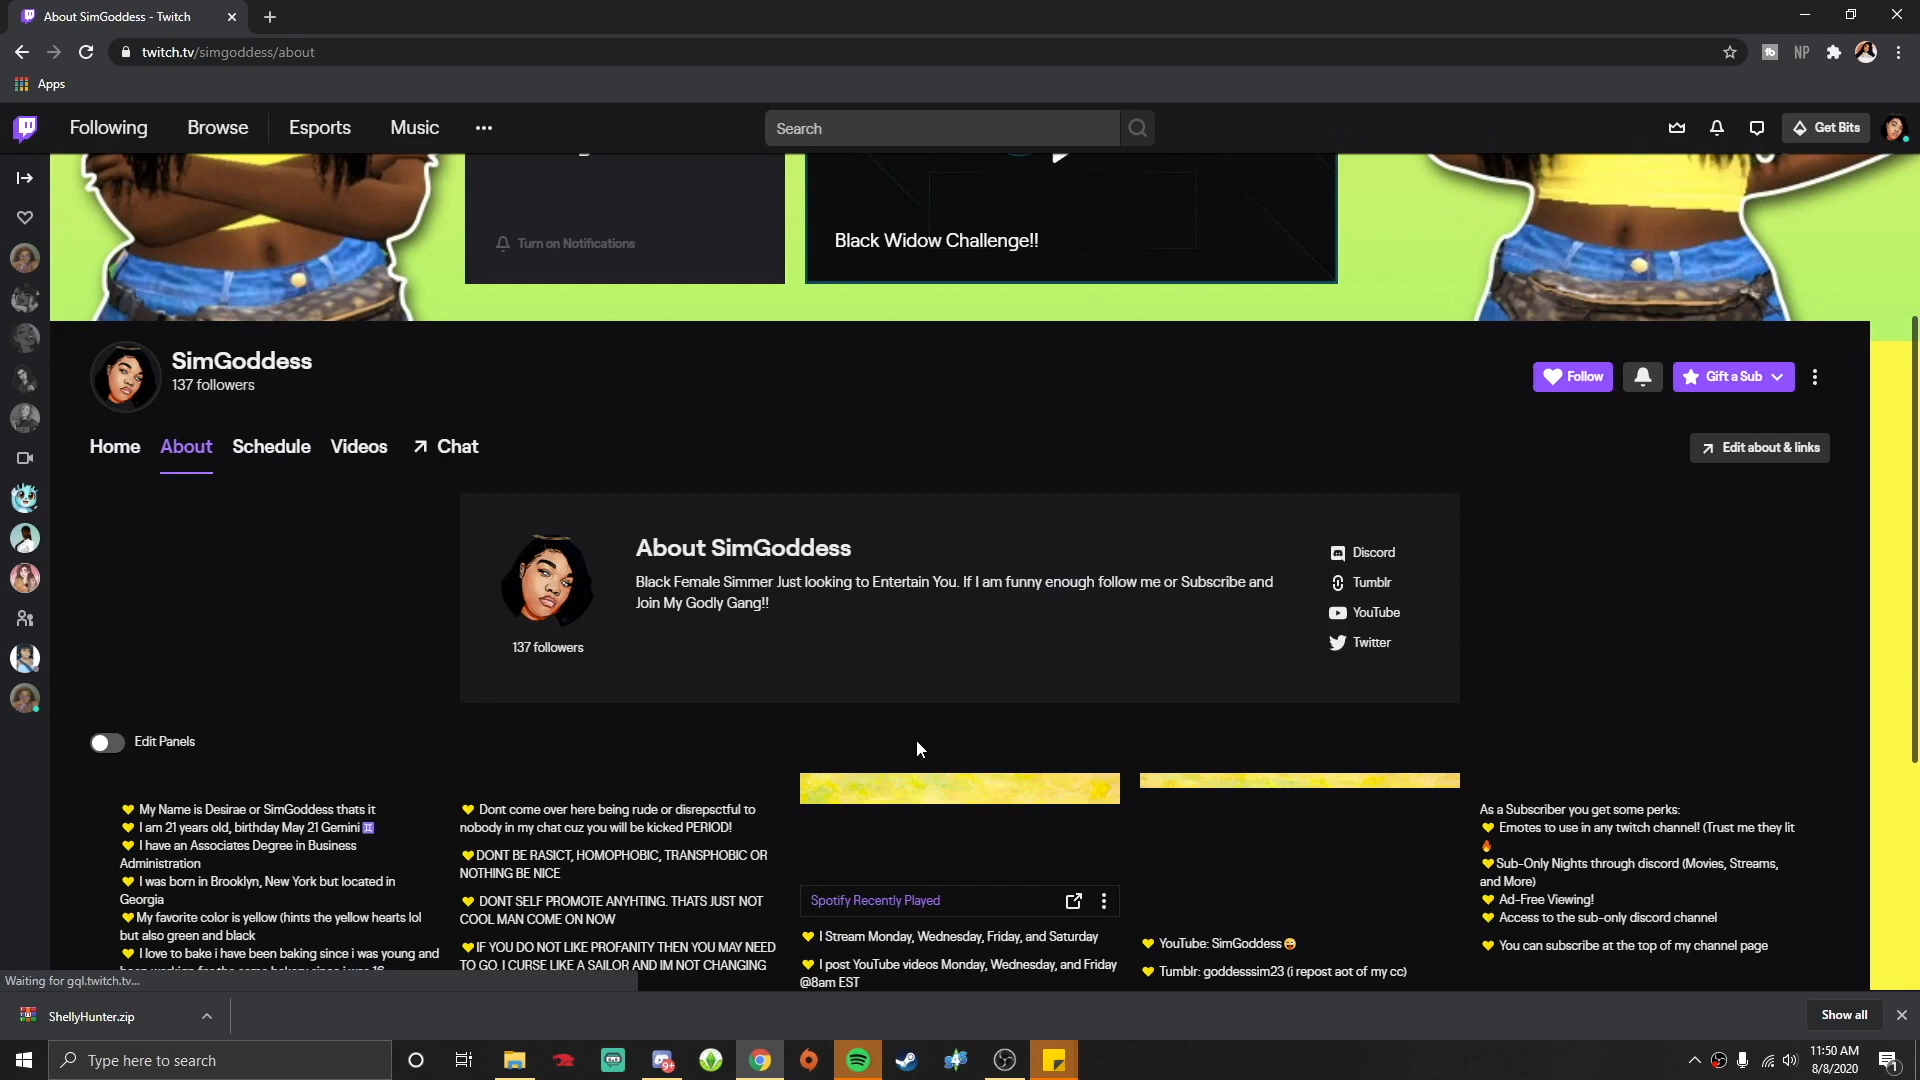 About SimGoddess - Twitch
twitch.tv/simgoddess/about
NP
Apps
Following
Browse
Esports
Music
Search
Get Bits
Turn on Notifications
Black Widow Challenge!!
SimGoddess
137 followers
Follow
Gift a Sub
Home
About
Schedule
Videos
Chat
Edit about & links
About SimGoddess
Black Female Simmer Just looking to Entertain You. If I am funny enough follow me or Subscribe and
Join My Godly Gang!!
137 followers
Discord
Tumblr
YouTube
Twitter
Edit Panels
💛 My Name is Desirae or SimGoddess thats it
💛 I am 21 years old, birthday May 21 Gemini♊
💛 I have an Associates Degree in Business
Administration
💛 I was born in Brooklyn, New York but located in
Georgia
💛My favorite color is yellow (hints the yellow hearts lol
but also green and black
💛 I love to bake i have been baking since i was young and
💛 Dont come over here being rude or disrepsctful to
nobody in my chat cuz you will be kicked PERIOD!
💛DONT BE RASICT, HOMOPHOBIC, TRANSPHOBIC OR
NOTHING BE NICE
💛 DONT SELF PROMOTE ANYHTING. THATS JUST NOT
COOL MAN COME ON NOW
💛IF YOU DO NOT LIKE PROFANITY THEN YOU MAY NEED
TO GO. I CURSE LIKE A SAILOR AND IM NOT CHANGING
Spotify Recently Played
💛 I Stream Monday, Wednesday, Friday, and Saturday
💛 I post YouTube videos Monday, Wednesday, and Friday
@8am EST
💛 YouTube: SimGoddess😜
💛 Tumblr: goddesssim23 (i repost aot of my cc)
As a Subscriber you get some perks:
💛 Emotes to use in any twitch channel! (Trust me they lit
🔥
💛Sub-Only Nights through discord (Movies, Streams,
and More)
💛 Ad-Free Viewing!
💛 Access to the sub-only discord channel
💛 You can subscribe at the top of my channel page
Waiting for gql.twitch.tv...
ShellyHunter.zip
Show all
Type here to search
9+
11:50 AM
8/8/2020
1